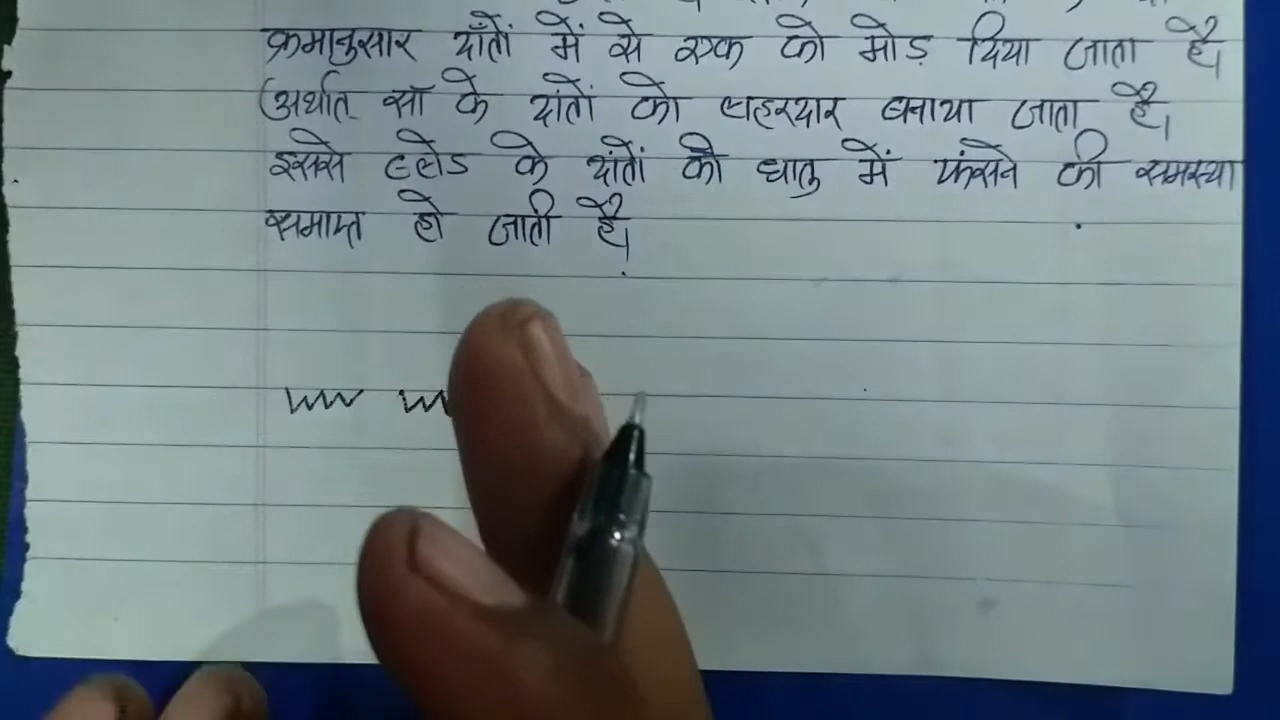 क्रमानुसार दाँतों में से एक को मोड़ दिया जाता है।
(अर्थात् सॉ के दांतों को लहरदार बनाया जाता है।
इससे ब्लेड के दांतों को धातु में फंसने की समस्या
समाप्त हो जाती है।